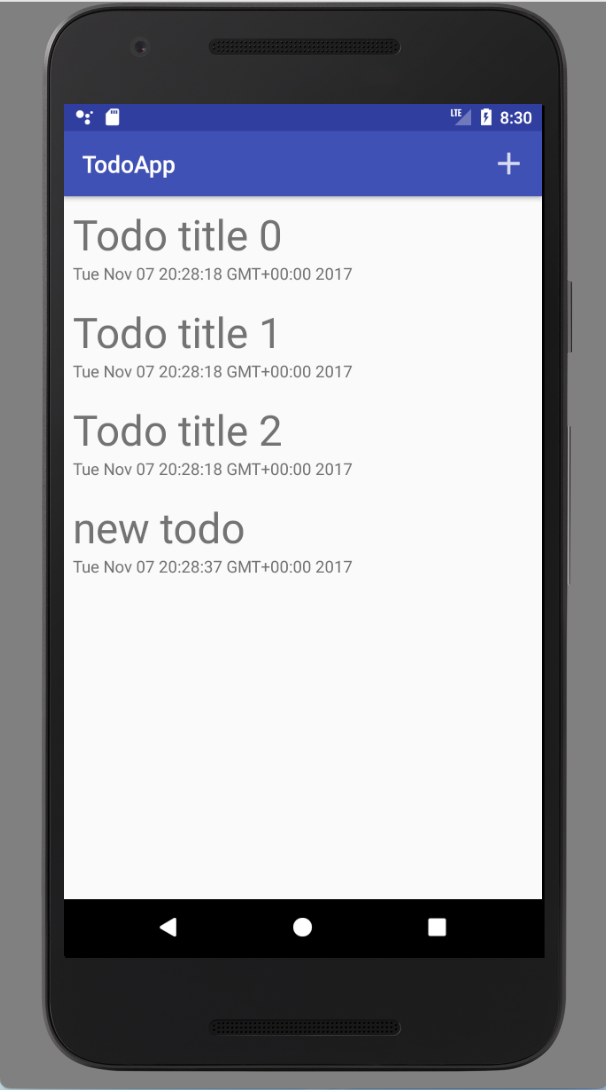 LTE 8:30
TodoApp
Todo title 0
Tue Nov 07 20:28:18 GMT+00:00 2017
Todo title 1
Tue Nov 07 20:28:18 GMT+00:00 2017
Todo title 2
Tue Nov 07 20:28:18 GMT+00:00 2017
new todo
Tue Nov 07 20:28:37 GMT+00:00 2017